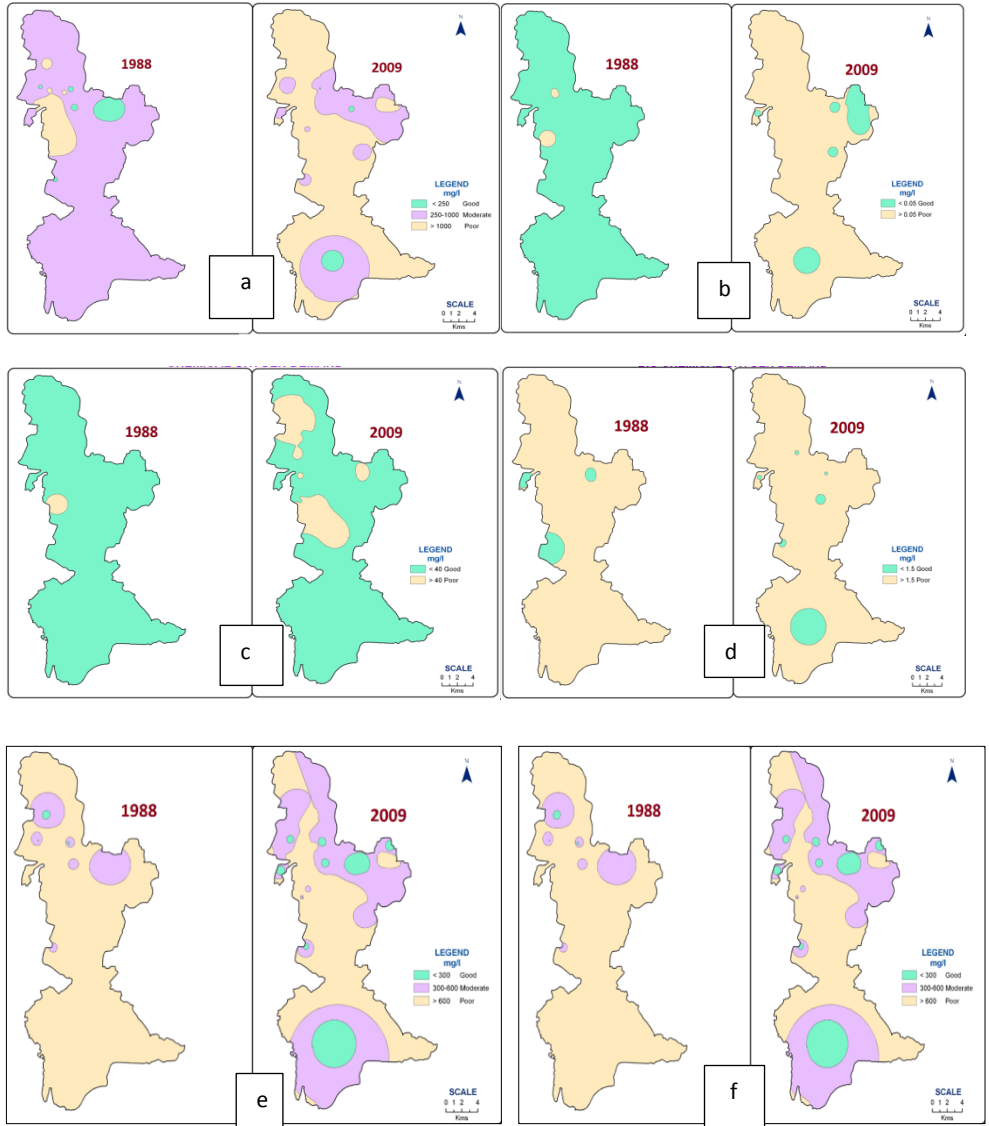 N
1988
2009
LEGEND
mg/l
< 250 Good
250-1000 Moderate
> 1000 Poor
SCALE
0 1 2 4
Kms
a
N
1988
2009
LEGEND
mg/l
< 0.05 Good
> 0.05 Poor
SCALE
0 1 2 4
Kms
b
N
1988
2009
LEGEND
mg/l
< 40 Good
> 40 Poor
SCALE
0 1 2 4
Kms
c
N
1988
2009
LEGEND
mg/l
< 1.5 Good
> 1.5 Poor
SCALE
0 1 2 4
Kms
d
N
1988
2009
LEGEND
mg/l
< 300 Good
300-600 Moderate
> 600 Poor
SCALE
0 1 2 4
Kms
e
N
1988
2009
LEGEND
mg/l
< 300 Good
300-600 Moderate
> 600 Poor
SCALE
0 1 2 4
Kms
f